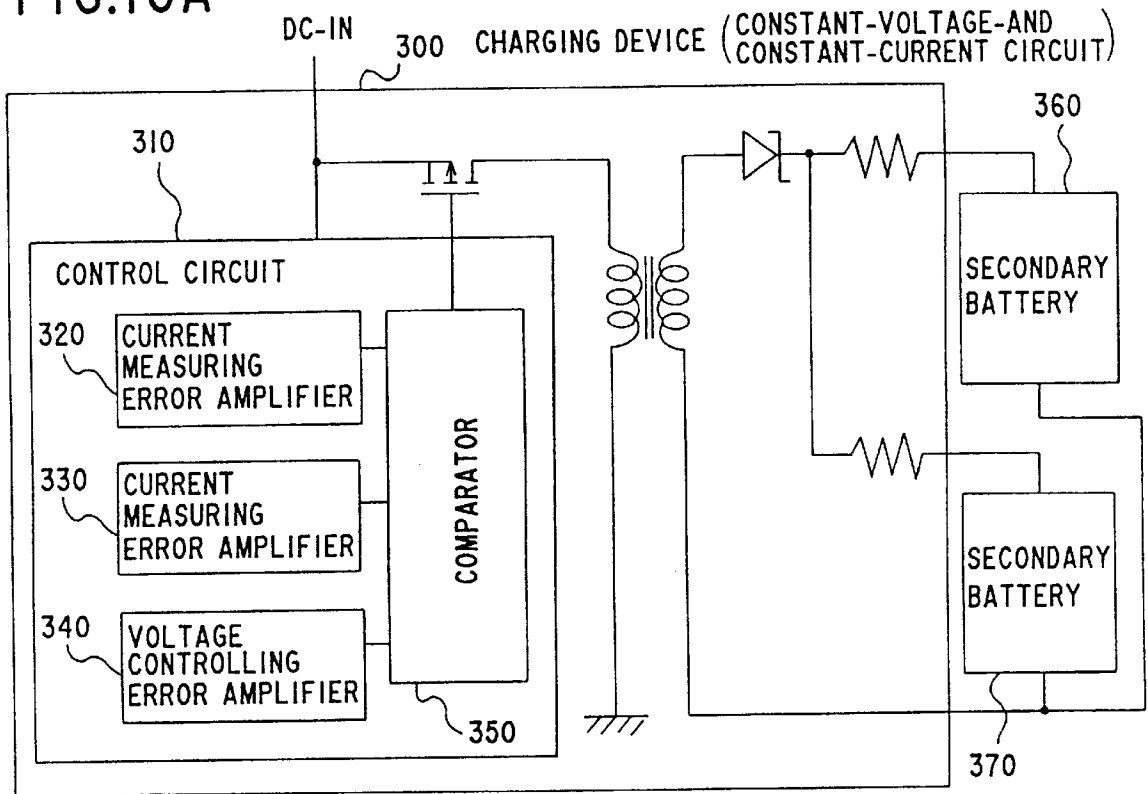 FIG.10A
DC-IN
300 CHARGING DEVICE (CONSTANT-VOLTAGE-AND
CONSTANT-CURRENT CIRCUIT)
310
360
CONTROL CIRCUIT
320
CURRENT
MEASURING
ERROR AMPLIFIER
330
CURRENT
MEASURING
ERROR AMPLIFIER
340
VOLTAGE
CONTROLLING
ERROR AMPLIFIER
COMPARATOR
350
SECONDARY
BATTERY
SECONDARY
BATTERY
370